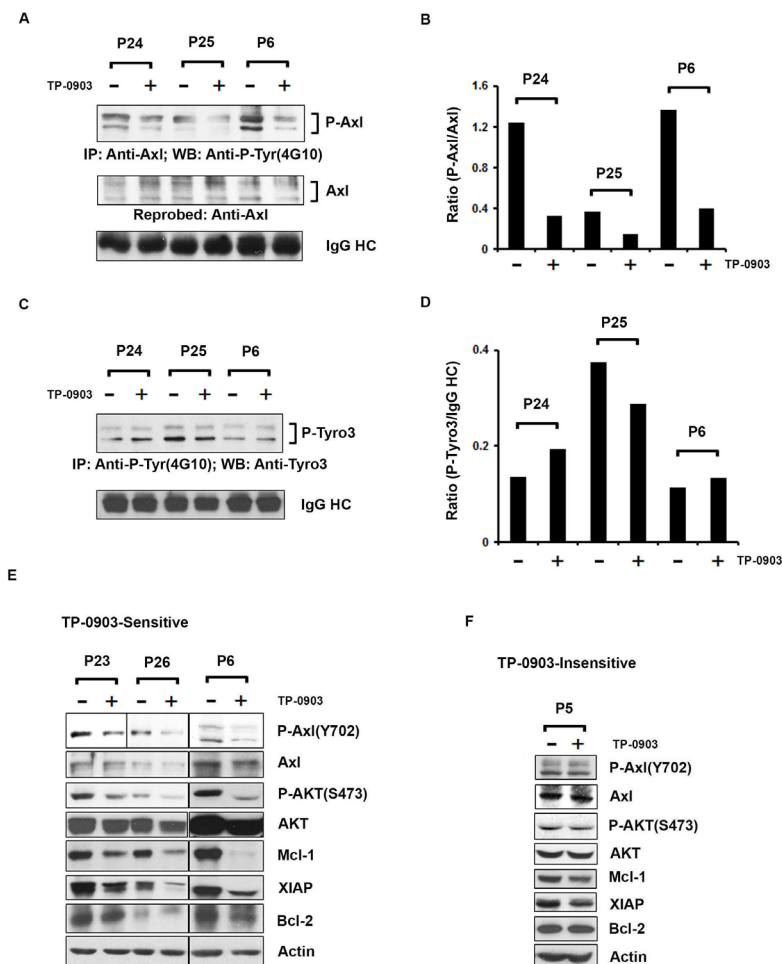 A
P24 P25 P6
TP-0903 – + – + – +
P-Axl
IP: Anti-Axl; WB: Anti-P-Tyr(4G10)
Axl
Reprobed: Anti-Axl
IgG HC
B
Ratio (P-Axl/Axl)
1.6
1.2
0.8
0.4
0
P24
P25
P6
– + – + – + TP-0903
C
P24 P25 P6
TP-0903 – + – + – +
P-Tyro3
IP: Anti-P-Tyr(4G10); WB: Anti-Tyro3
IgG HC
D
Ratio (P-Tyro3/IgG HC)
0.4
0.2
0
P24
P25
P6
– + – + – + TP-0903
E
TP-0903-Sensitive
P23 P26 P6
– + – + – + TP-0903
P-Axl(Y702)
Axl
P-AKT(S473)
AKT
Mcl-1
XIAP
Bcl-2
Actin
F
TP-0903-Insensitive
P5
– + TP-0903
P-Axl(Y702)
Axl
P-AKT(S473)
AKT
Mcl-1
XIAP
Bcl-2
Actin